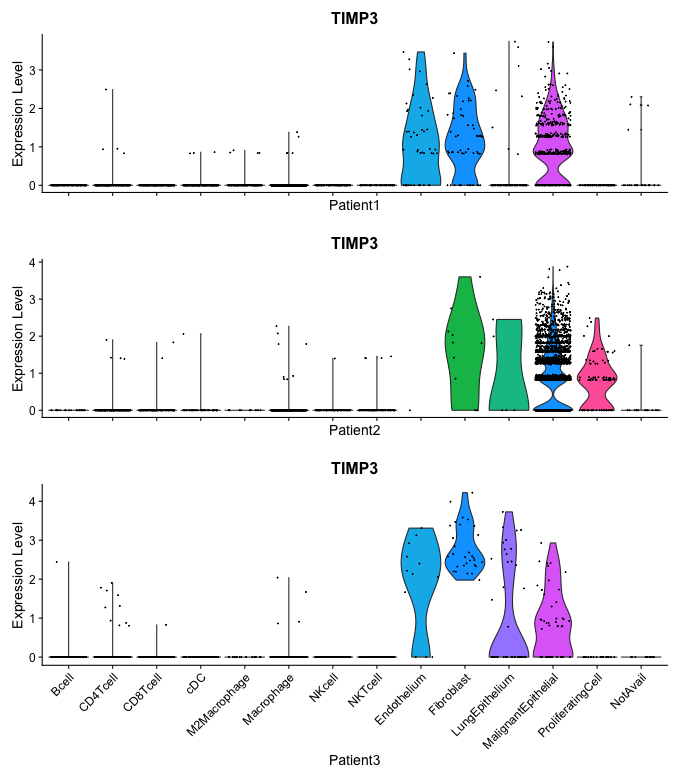 TIMP3
Expression Level
3
2
1
0
Patient1
TIMP3
Expression Level
4
3
2
1
0
Patient2
TIMP3
Expression Level
4
3
2
1
0
Bcell
CD4Tcell
CD8Tcell
cDC
M2Macrophage
Macrophage
NKcell
NKTcell
Endothelium
Fibroblast
LungEpithelium
MalignantEpithelial
ProliferatingCell
NotAvail
Patient3